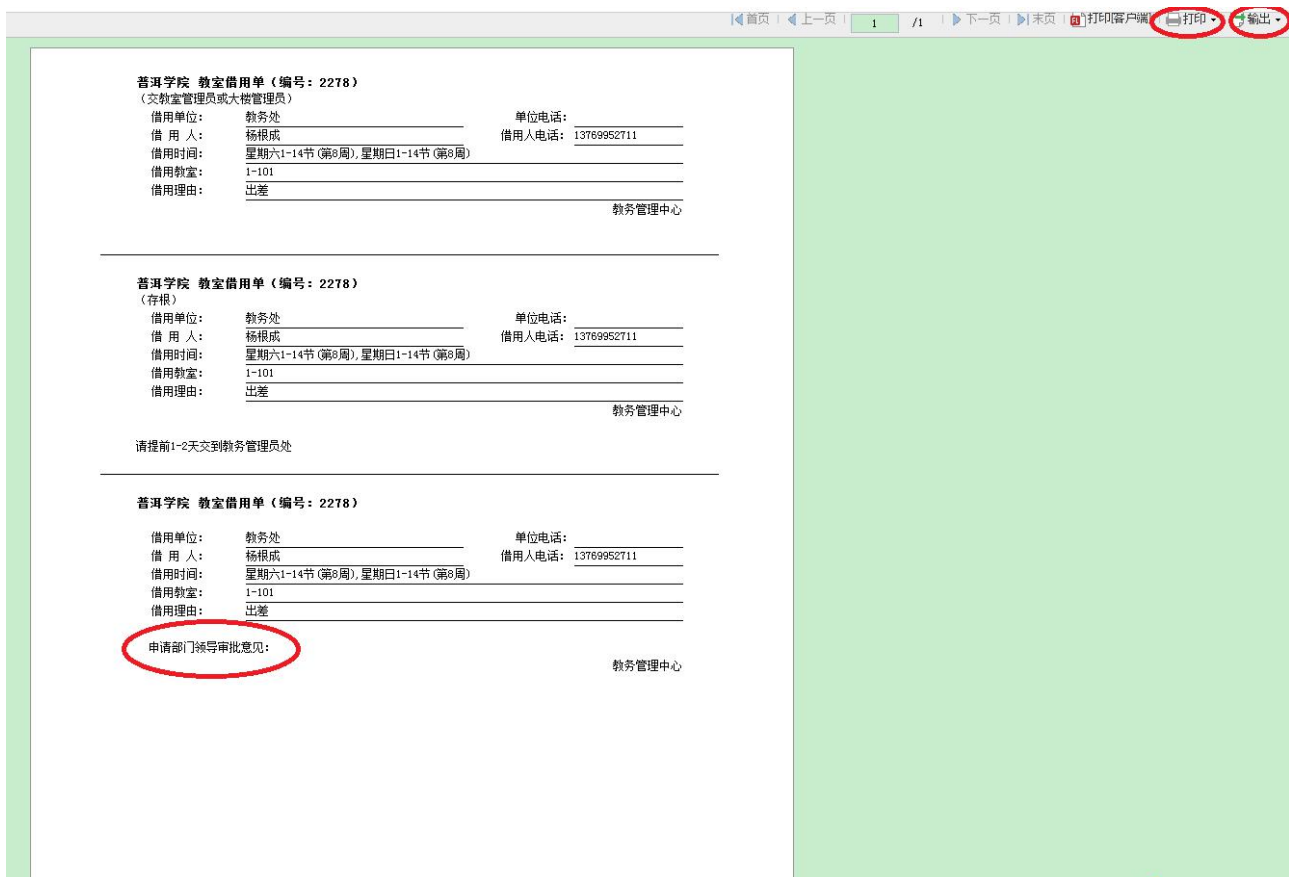 首页 上一页 1 /1 下一页 末页 打印[客户端] 打印 输出
普洱学院 教室借用单（编号：2278）
（交教室管理员或大楼管理员）
借用单位： 教务处 单位电话：
借 用 人： 杨根成 借用人电话： 13769952711
借用时间： 星期六1-14节(第8周),星期日1-14节(第8周)
借用教室： 1-101
借用理由： 出差
教务管理中心
普洱学院 教室借用单（编号：2278）
（存根）
借用单位： 教务处 单位电话：
借 用 人： 杨根成 借用人电话： 13769952711
借用时间： 星期六1-14节(第8周),星期日1-14节(第8周)
借用教室： 1-101
借用理由： 出差
教务管理中心
请提前1-2天交到教务管理员处
普洱学院 教室借用单（编号：2278）
借用单位： 教务处 单位电话：
借 用 人： 杨根成 借用人电话： 13769952711
借用时间： 星期六1-14节(第8周),星期日1-14节(第8周)
借用教室： 1-101
借用理由： 出差
申请部门领导审批意见：
教务管理中心